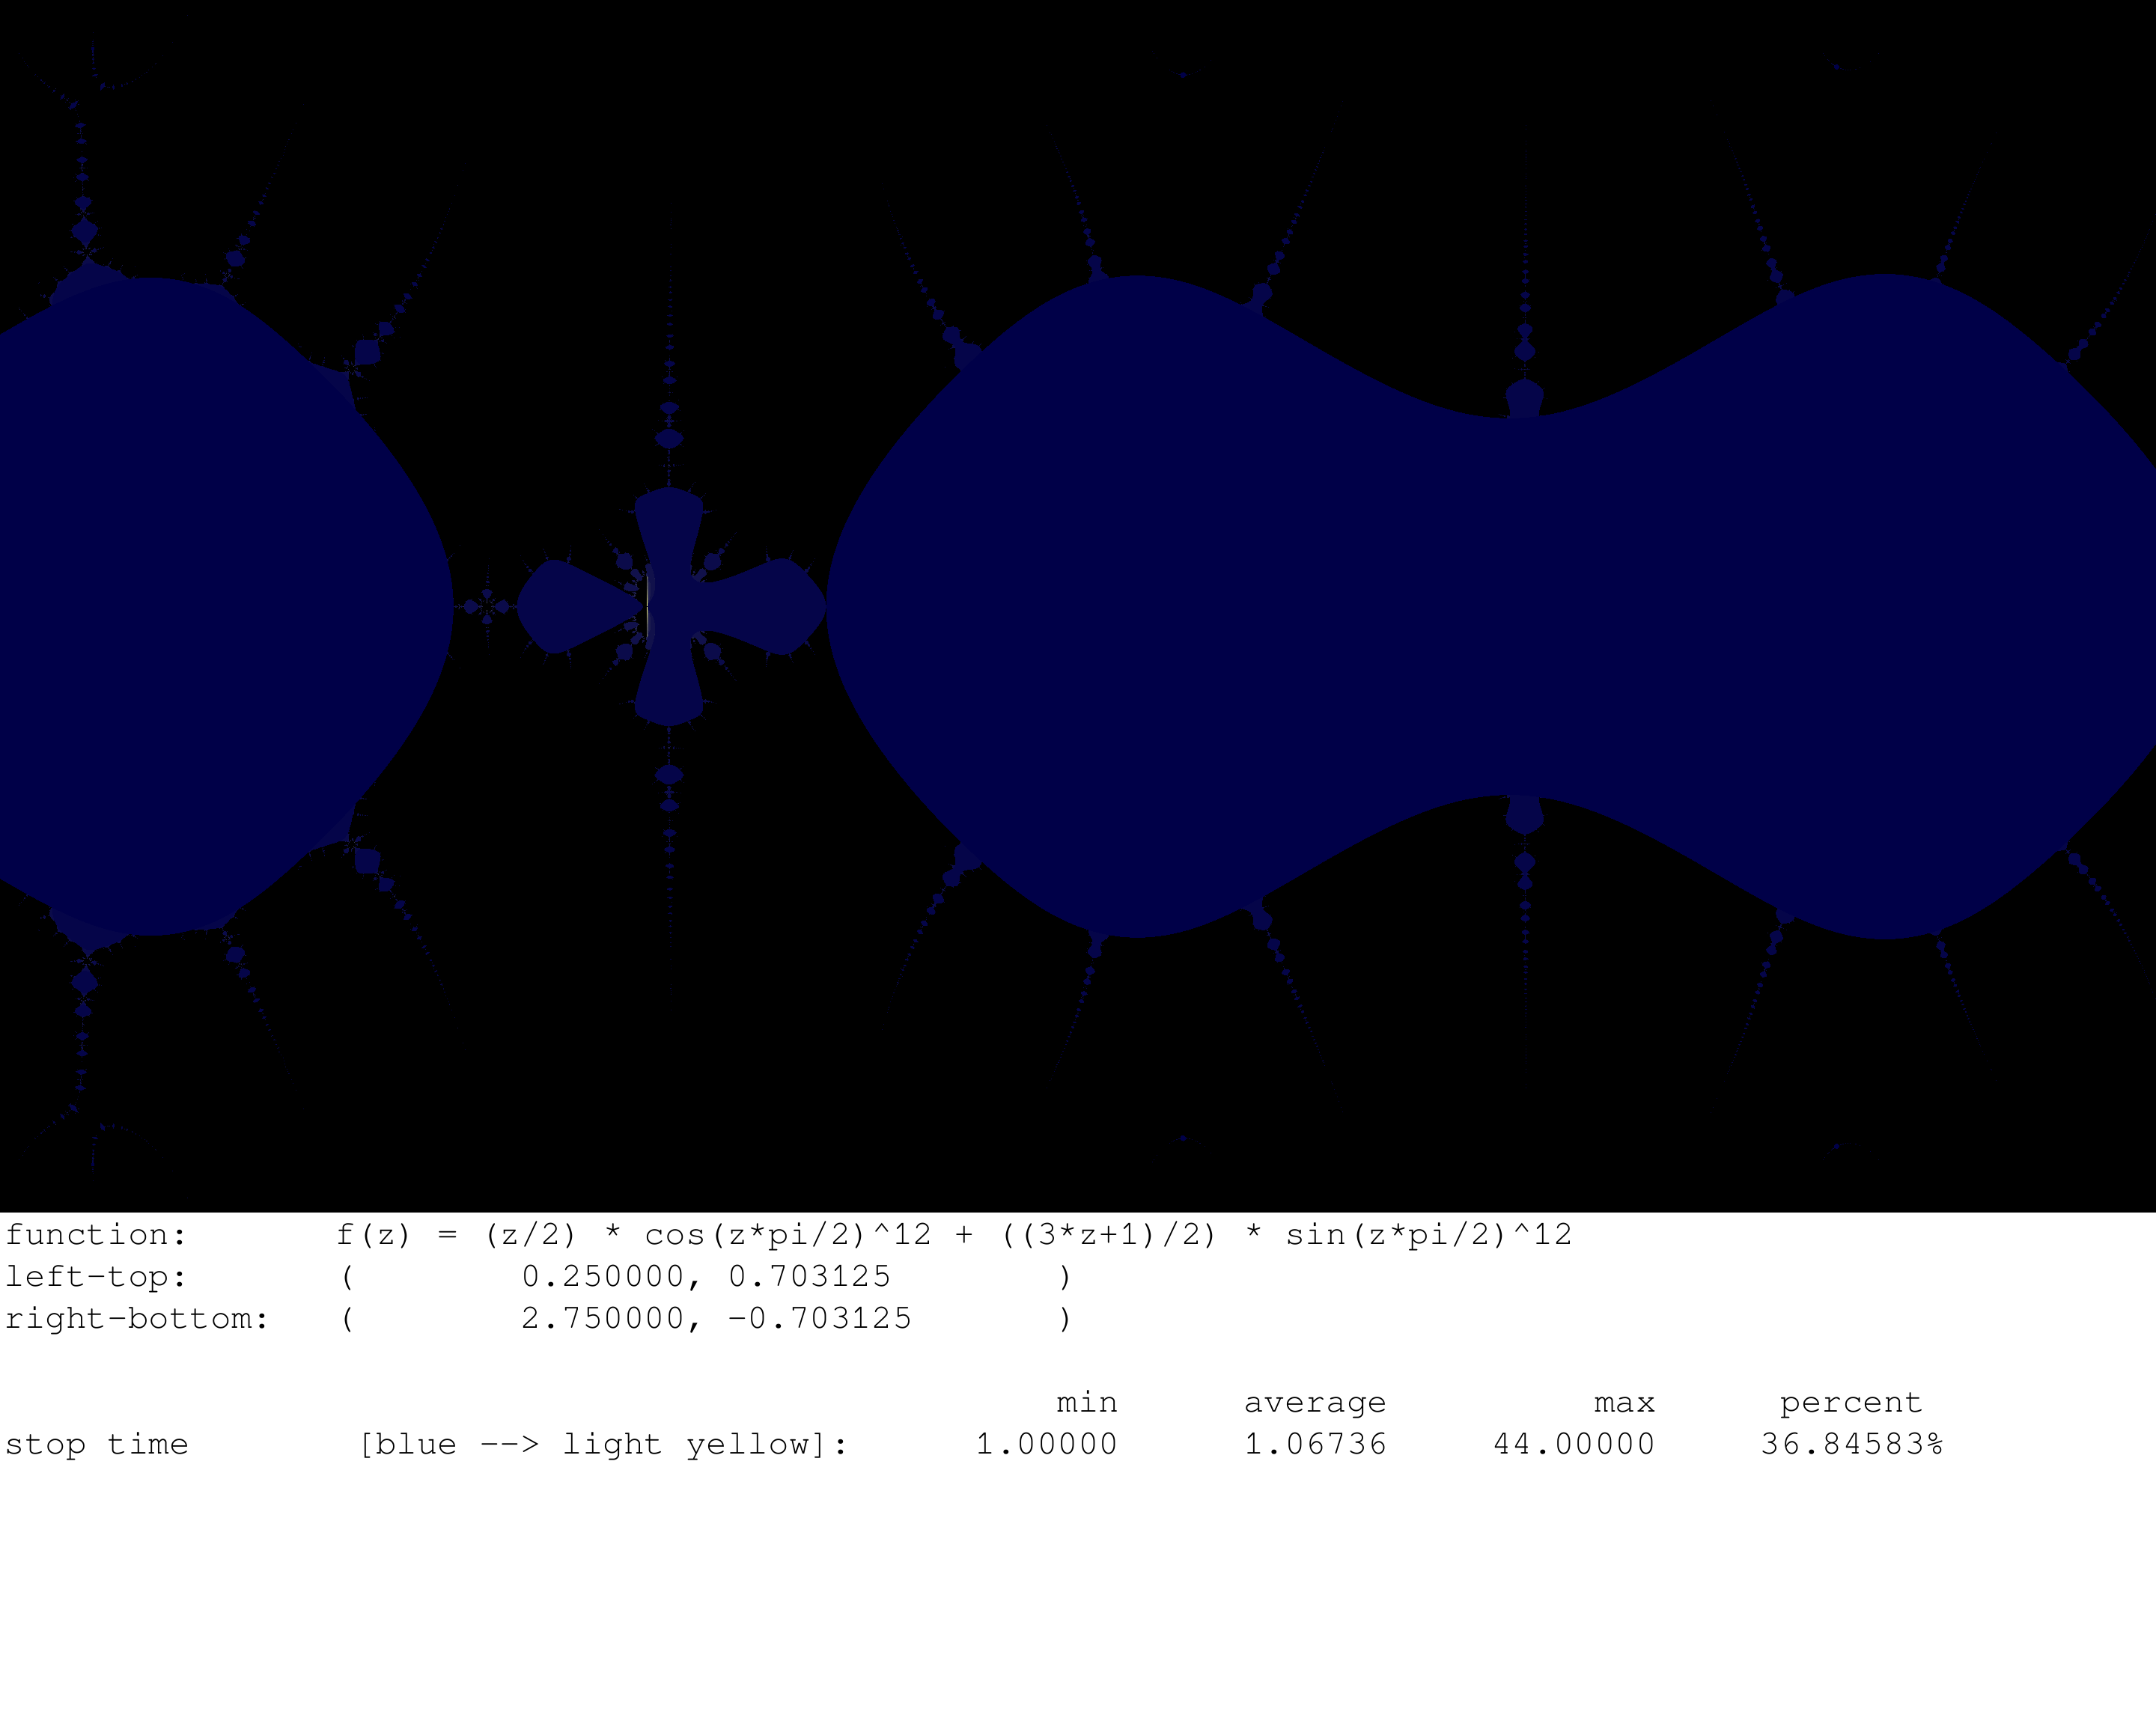 function: f(z) = (z/2) * cos(z*pi/2)^12 + ((3*z+1)/2) * sin(z*pi/2)^12
left-top: ( 0.250000, 0.703125 )
right-bottom: ( 2.750000, -0.703125 )
min average max percent
stop time [blue --> light yellow]: 1.00000 1.06736 44.00000 36.84583%